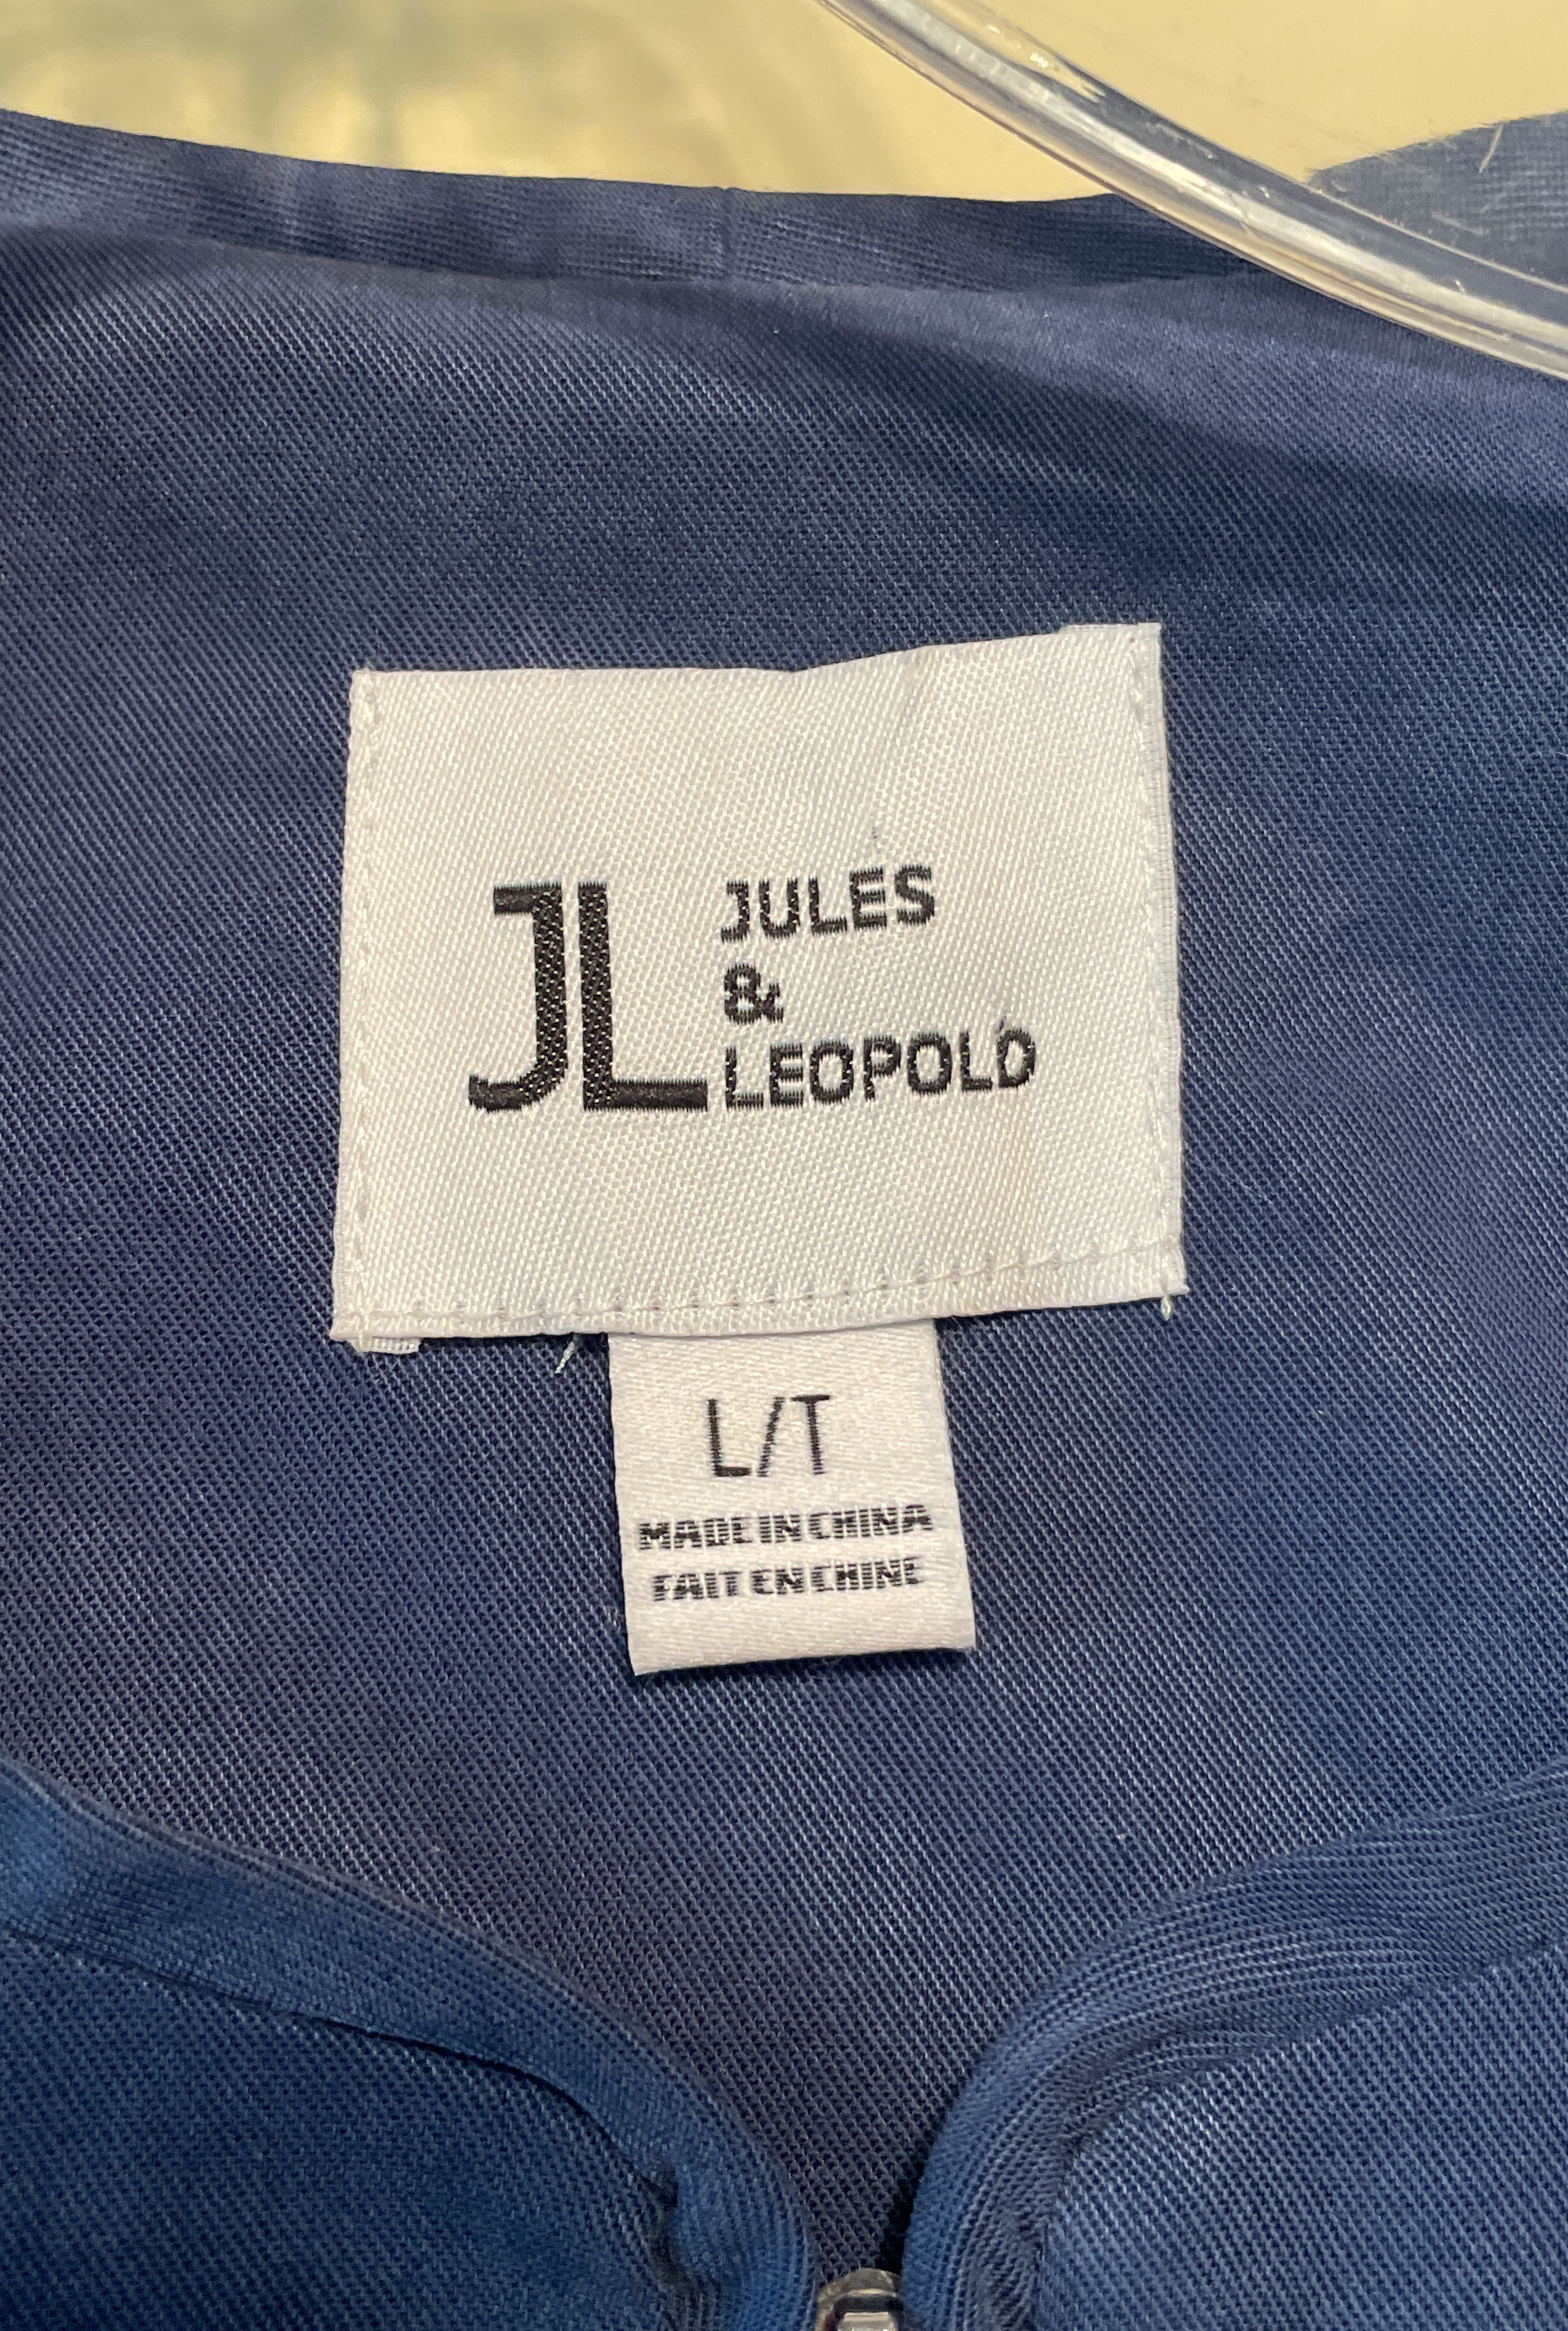 JL
JULES
&
LEOPOLD
L/T
MADE IN CHINA
FAIT EN CHINE